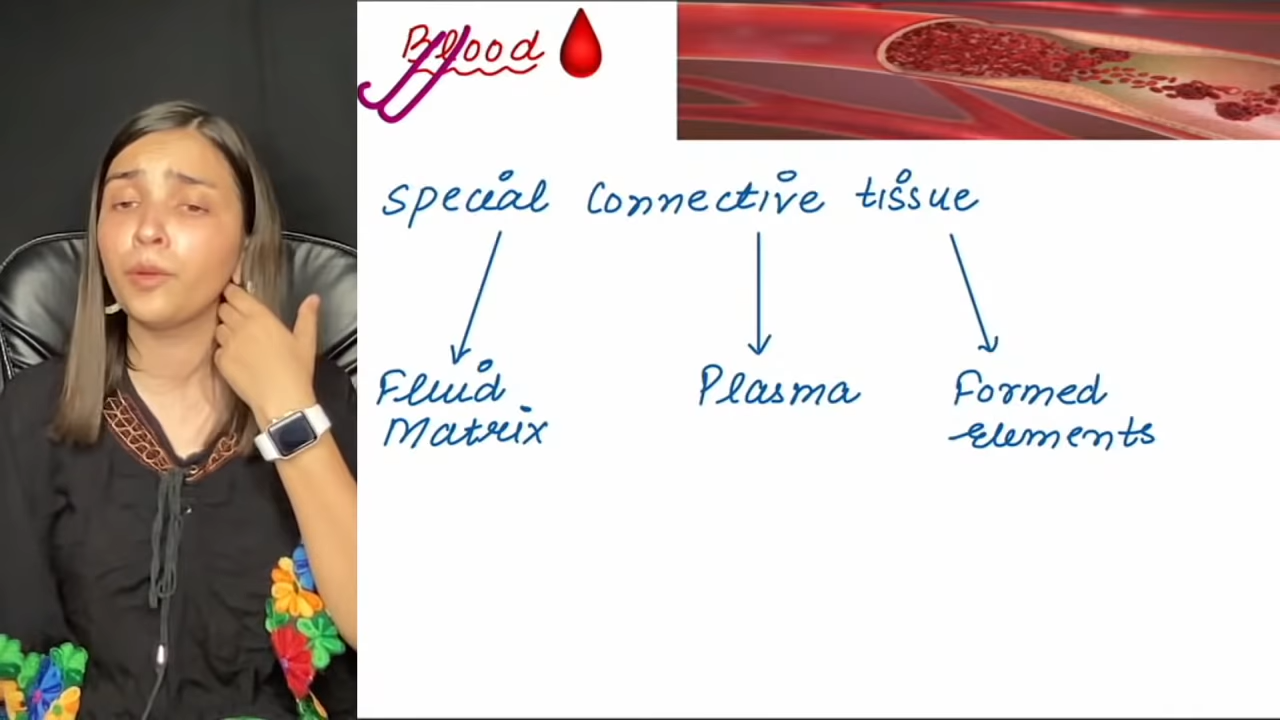 Blood
Special Connective tissue
Fluid Plasma Formed
Matrix elements